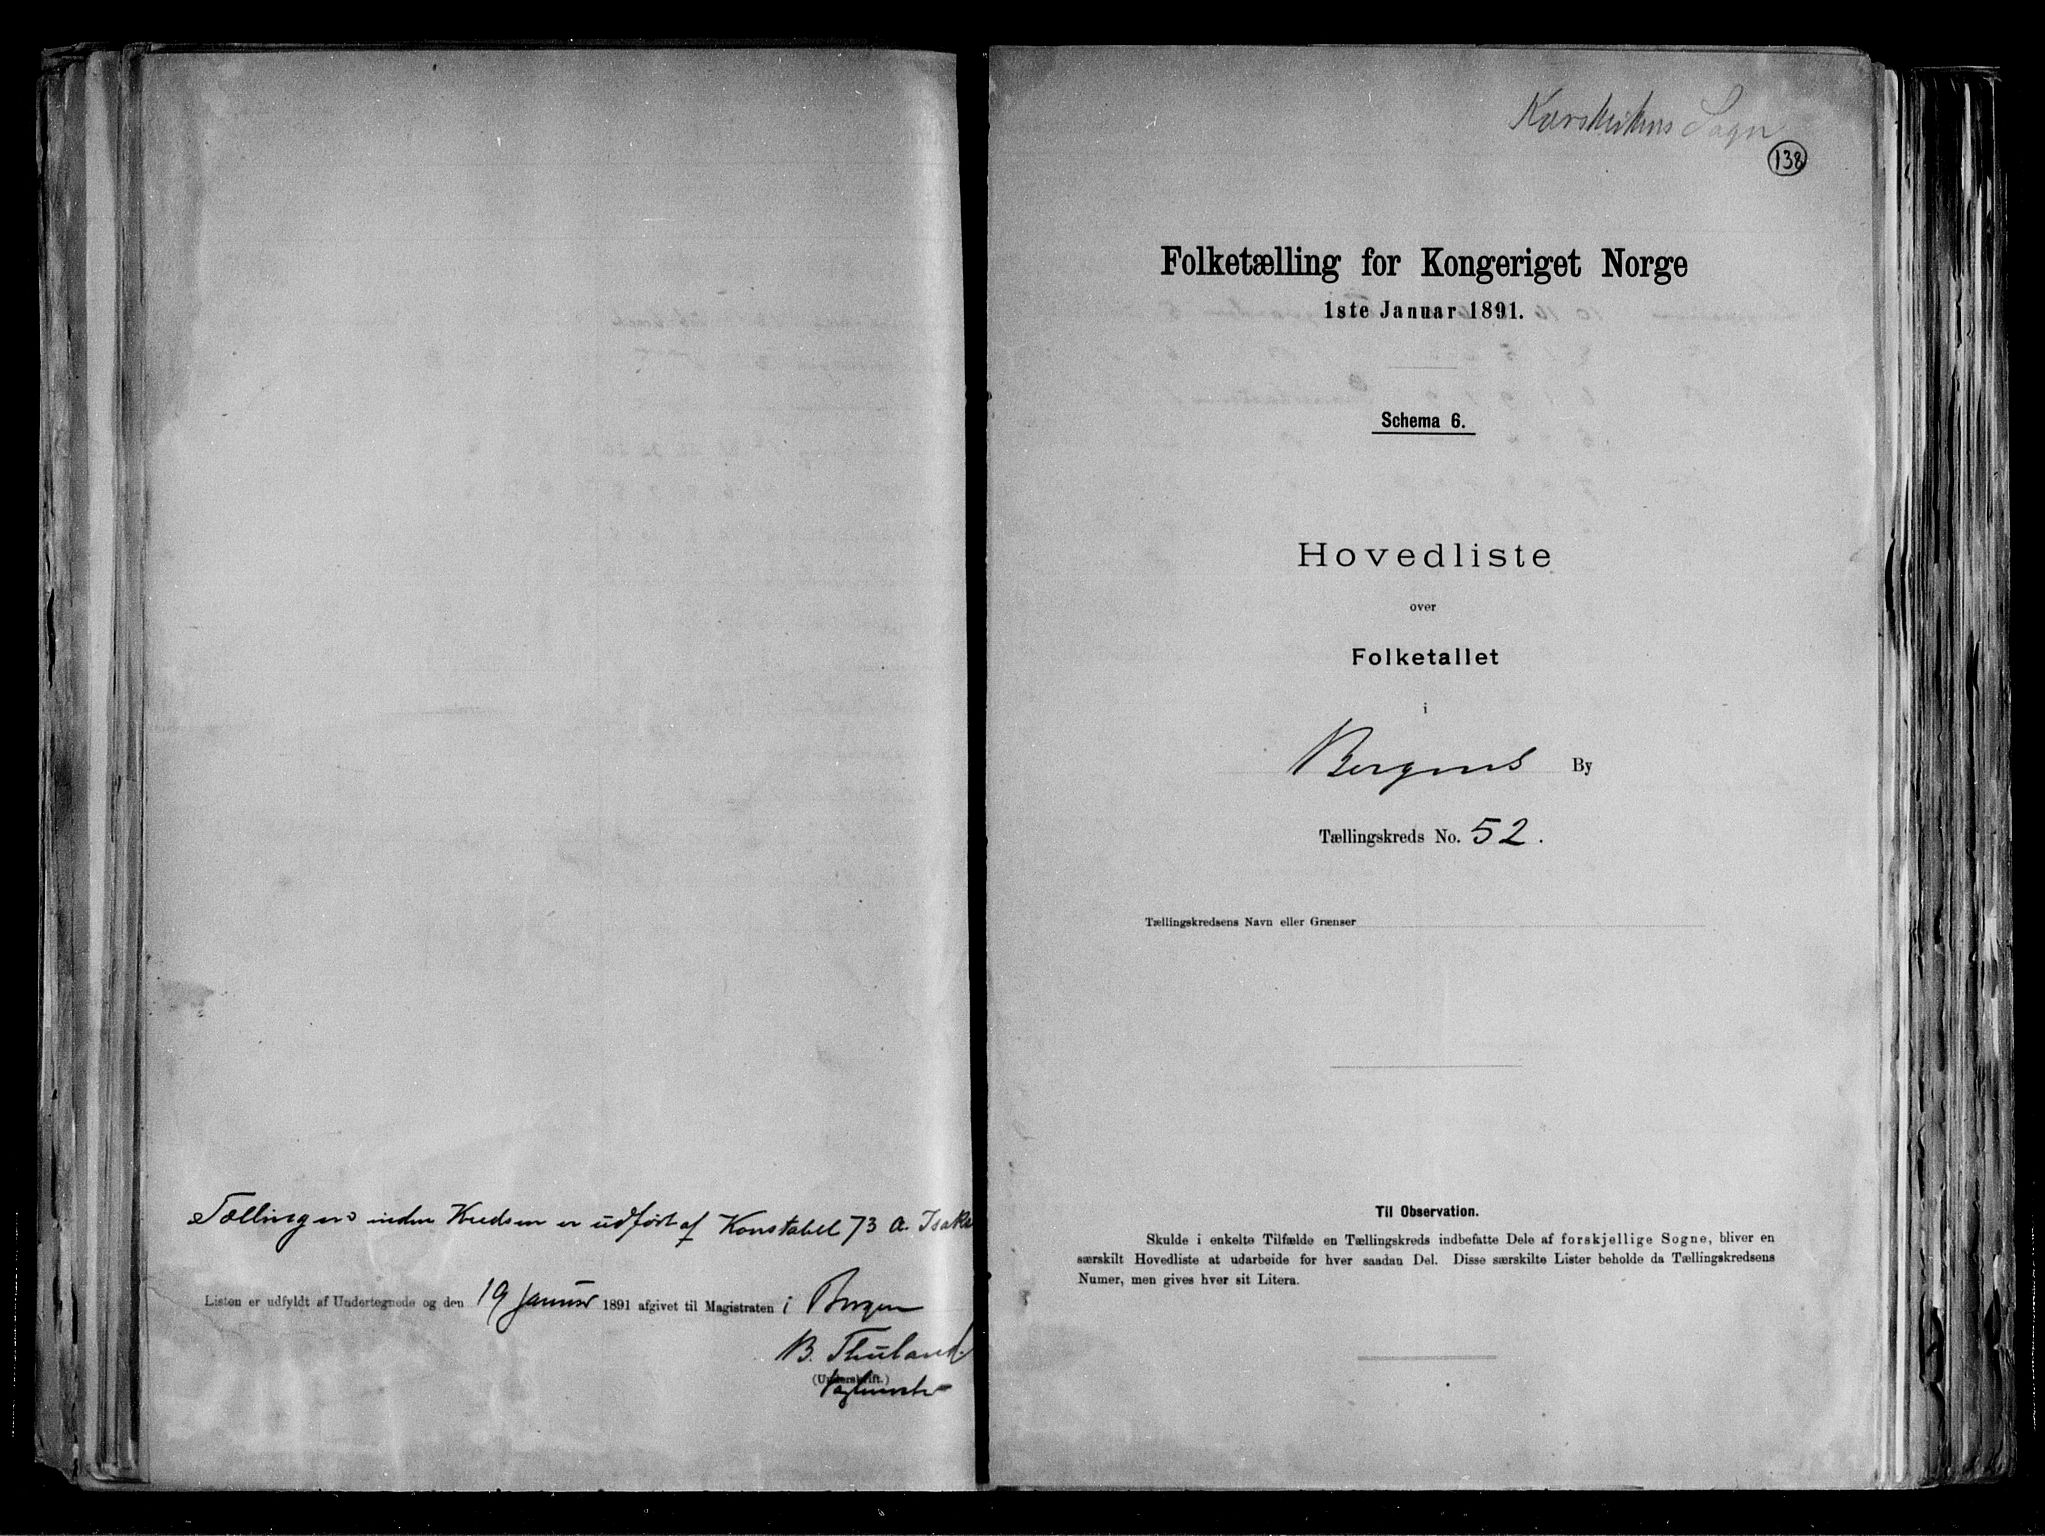 Tællingen inden Kredsen er udført af Konstabel 73 A. Isaks
Listen er udfyldt af Undertegnede og den 19 Januar 1891 afgivet til Magistraten i Bergen
B. Thuland
(Underskrift.)
Korskirkens Sogn
138
Folketælling for Kongeriget Norge
1ste Januar 1891.
Schema 6.
Hovedliste
over
Folketallet
i
Bergens By
Tællingskreds No. 52.
Tællingskredsens Navn eller Grænser
Til Observation.
Skulde i enkelte Tilfælde en Tællingskreds indbefatte Dele af forskjellige Sogne, bliver en
særskilt Hovedliste at udarbeide for hver saadan Del. Disse særskilte Lister beholde da Tællingskredsens
Numer, men gives hver sit Litera.